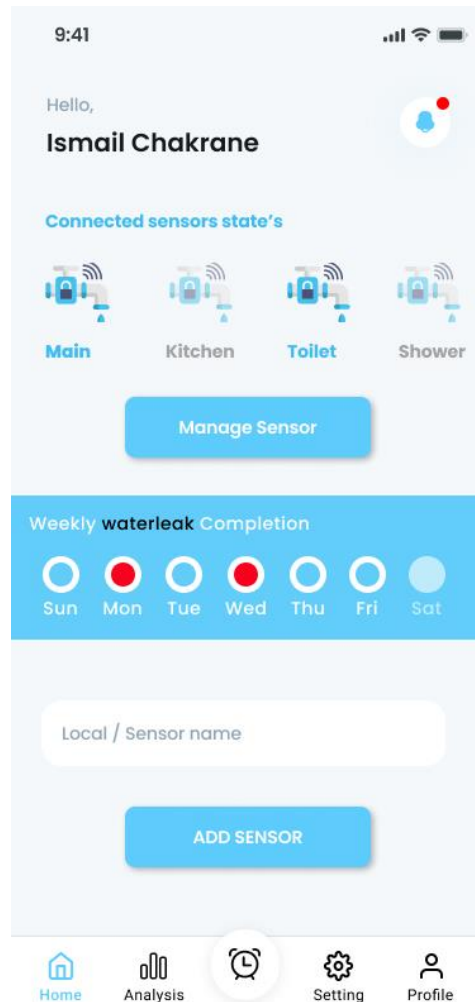 9:41
Hello,
Ismail Chakrane
Connected sensors state's
Main Kitchen Toilet Shower
Manage Sensor
Weekly waterleak Completion
Sun Mon Tue Wed Thu Fri Sat
Local / Sensor name
ADD SENSOR
Home Analysis Setting Profile